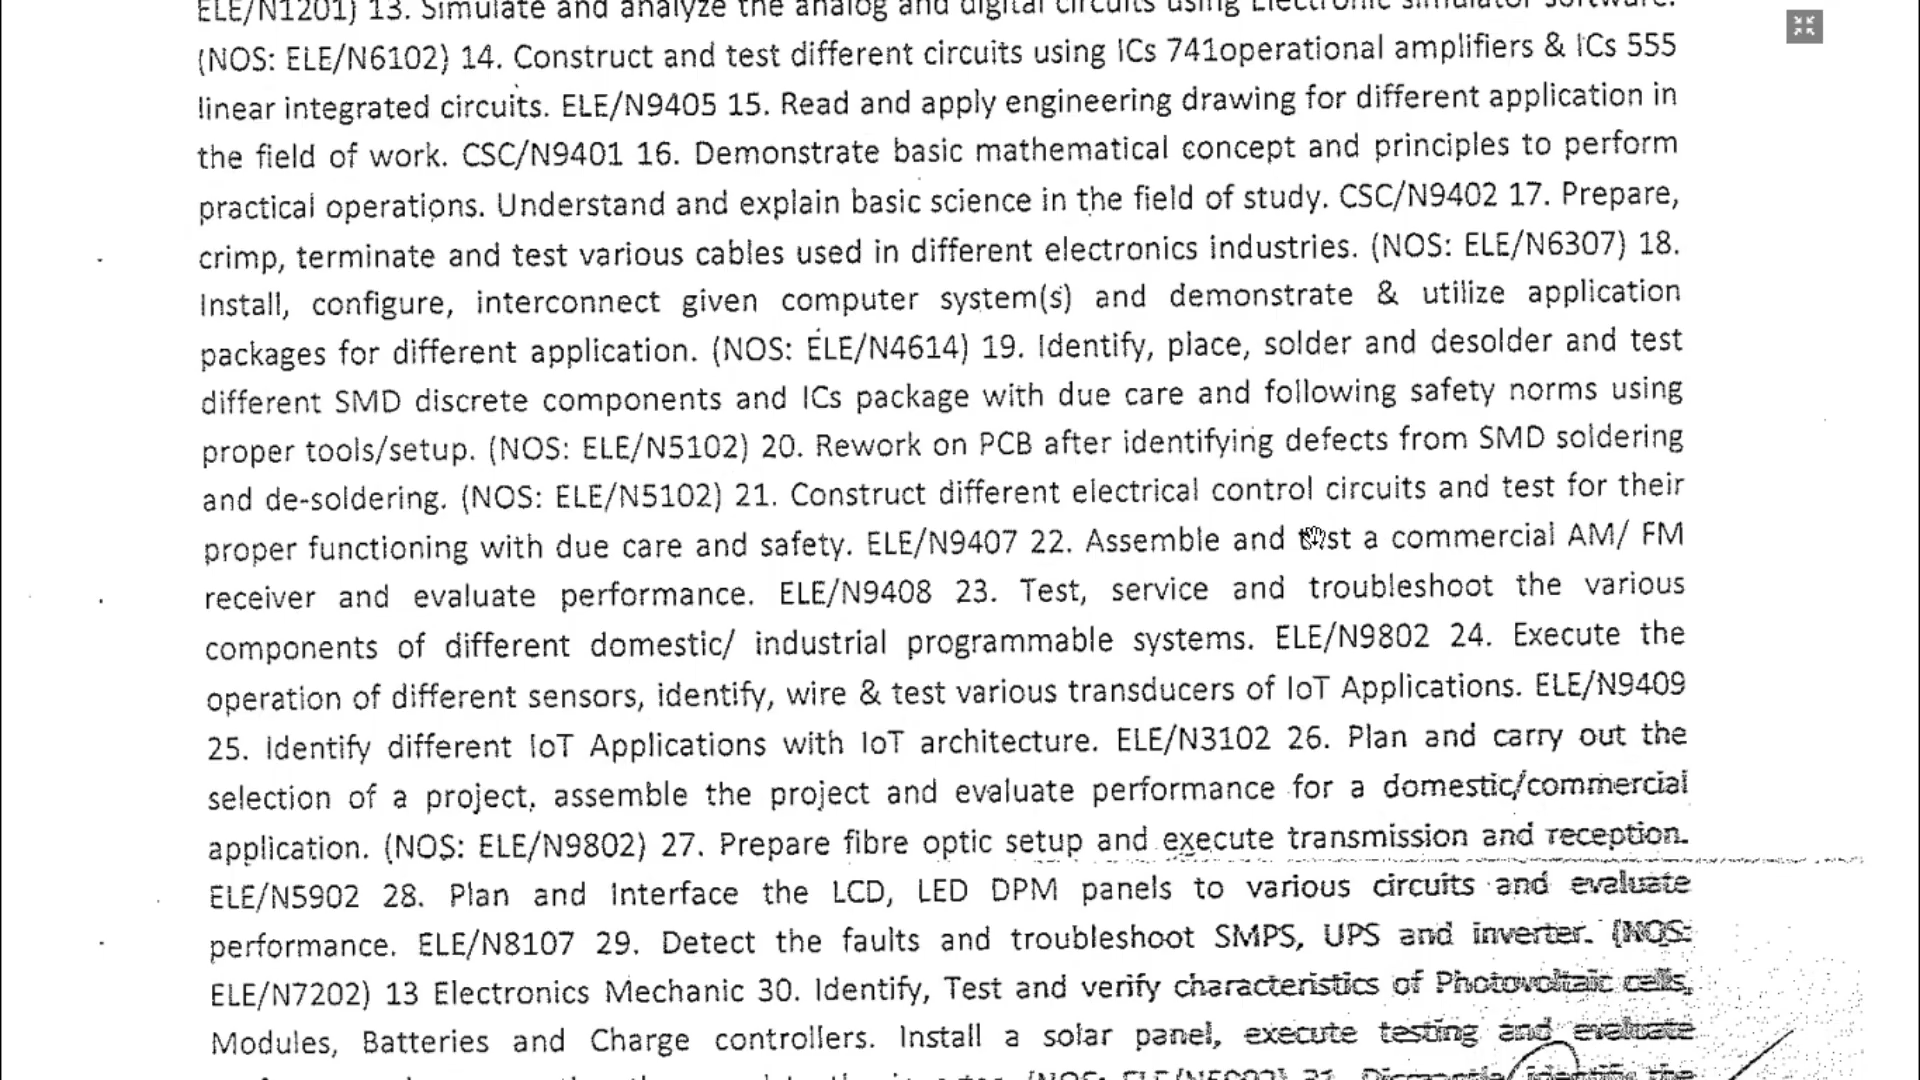 ELE/N1201) 13. Simulate and analyze the analog and digital circuits using Electronic simulator software.
(NOS: ELE/N6102) 14. Construct and test different circuits using ICs 741operational amplifiers & ICs 555
linear integrated circuits. ELE/N9405 15. Read and apply engineering drawing for different application in
the field of work. CSC/N9401 16. Demonstrate basic mathematical concept and principles to perform
practical operations. Understand and explain basic science in the field of study. CSC/N9402 17. Prepare,
crimp, terminate and test various cables used in different electronics industries. (NOS: ELE/N6307) 18.
Install, configure, interconnect given computer system(s) and demonstrate & utilize application
packages for different application. (NOS: ELE/N4614) 19. Identify, place, solder and desolder and test
different SMD discrete components and ICs package with due care and following safety norms using
proper tools/setup. (NOS: ELE/N5102) 20. Rework on PCB after identifying defects from SMD soldering
and de-soldering. (NOS: ELE/N5102) 21. Construct different electrical control circuits and test for their
proper functioning with due care and safety. ELE/N9407 22. Assemble and test a commercial AM/ FM
receiver and evaluate performance. ELE/N9408 23. Test, service and troubleshoot the various
components of different domestic/ industrial programmable systems. ELE/N9802 24. Execute the
operation of different sensors, identify, wire & test various transducers of IoT Applications. ELE/N9409
25. Identify different IoT Applications with IoT architecture. ELE/N3102 26. Plan and carry out the
selection of a project, assemble the project and evaluate performance for a domestic/commercial
application. (NOS: ELE/N9802) 27. Prepare fibre optic setup and execute transmission and reception.
ELE/N5902 28. Plan and Interface the LCD, LED DPM panels to various circuits and evaluate
performance. ELE/N8107 29. Detect the faults and troubleshoot SMPS, UPS and inverter. (NOS:
ELE/N7202) 13 Electronics Mechanic 30. Identify, Test and verify characteristics of Photovoltaic cells,
Modules, Batteries and Charge controllers. Install a solar panel, execute testing and evaluate